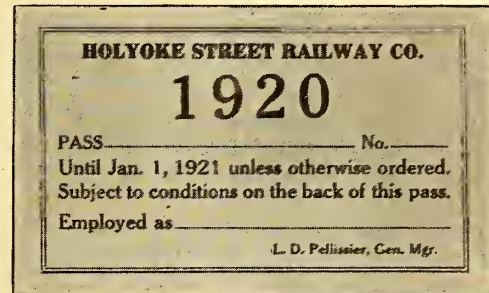 HOLYOKE STREET RAILWAY CO.
1920
PASS No.
Until Jan. 1, 1921 unless otherwise ordered.
Subject to conditions on the back of this pass.
Employed as
L. D. Pellissier, Gen. Mgr.